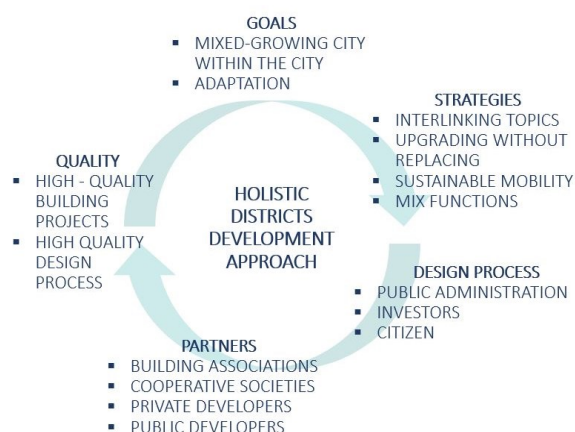 GOALS
▪ MIXED-GROWING CITY
WITHIN THE CITY
▪ ADAPTATION
STRATEGIES
▪ INTERLINKING TOPICS
▪ UPGRADING WITHOUT
REPLACING
▪ SUSTAINABLE MOBILITY
▪ MIX FUNCTIONS
QUALITY
▪ HIGH - QUALITY
BUILDING
PROJECTS
▪ HIGH QUALITY
DESIGN
PROCESS
HOLISTIC
DISTRICTS
DEVELOPMENT
APPROACH
DESIGN PROCESS
▪ PUBLIC ADMINISTRATION
▪ INVESTORS
▪ CITIZEN
PARTNERS
▪ BUILDING ASSOCIATIONS
▪ COOPERATIVE SOCIETIES
▪ PRIVATE DEVELOPERS
▪ PUBLIC DEVELOPERS